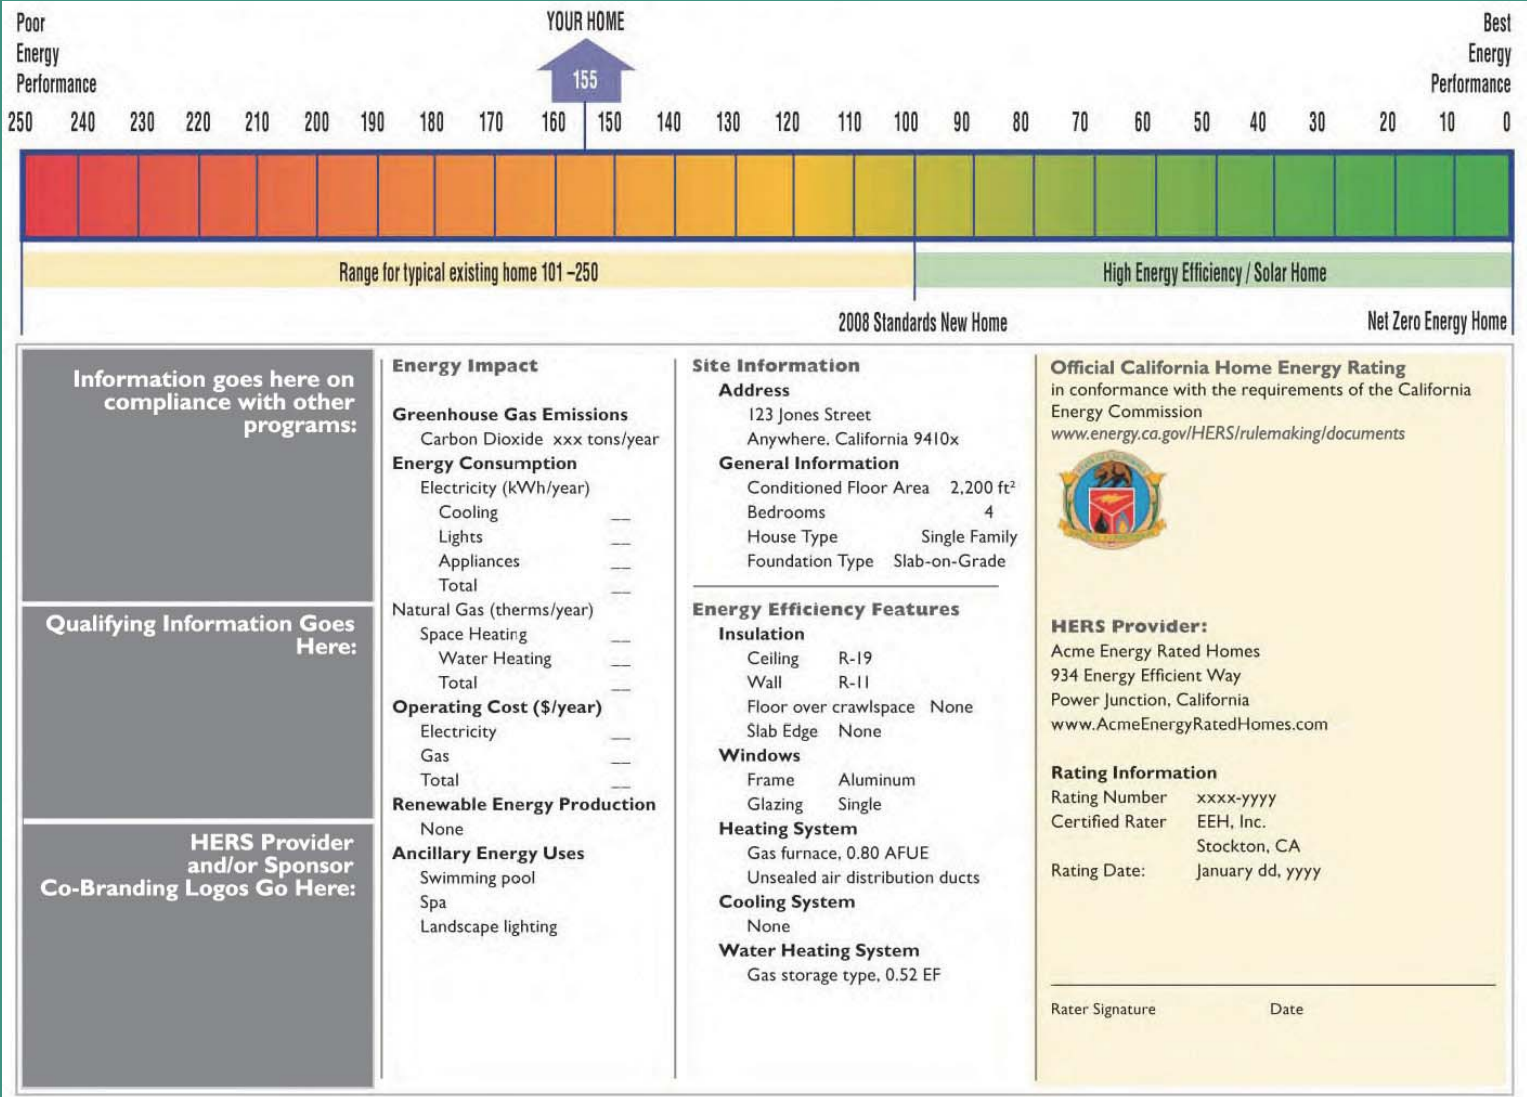 Poor
Energy
Performance
YOUR HOME
155
Best
Energy
Performance
250 240 230 220 210 200 190 180 170 160 150 140 130 120 110 100 90 80 70 60 50 40 30 20 10 0
Range for typical existing home 101 –250
High Energy Efficiency / Solar Home
2008 Standards New Home
Net Zero Energy Home
Information goes here on
compliance with other
programs:
Qualifying Information Goes
Here:
HERS Provider
and/or Sponsor
Co-Branding Logos Go Here:
Energy Impact
Greenhouse Gas Emissions
Carbon Dioxide xxx tons/year
Energy Consumption
Electricity (kWh/year)
Cooling __
Lights __
Appliances __
Total __
Natural Gas (therms/year)
Space Heating __
Water Heating __
Total __
Operating Cost ($/year)
Electricity __
Gas __
Total __
Renewable Energy Production
None
Ancillary Energy Uses
Swimming pool
Spa
Landscape lighting
Site Information
Address
123 Jones Street
Anywhere, California 9410x
General Information
Conditioned Floor Area 2,200 ft²
Bedrooms 4
House Type Single Family
Foundation Type Slab-on-Grade
Energy Efficiency Features
Insulation
Ceiling R-19
Wall R-11
Floor over crawlspace None
Slab Edge None
Windows
Frame Aluminum
Glazing Single
Heating System
Gas furnace, 0.80 AFUE
Unsealed air distribution ducts
Cooling System
None
Water Heating System
Gas storage type, 0.52 EF
Official California Home Energy Rating
in conformance with the requirements of the California
Energy Commission
www.energy.ca.gov/HERS/rulemaking/documents
HERS Provider:
Acme Energy Rated Homes
934 Energy Efficient Way
Power Junction, California
www.AcmeEnergyRatedHomes.com
Rating Information
Rating Number xxxx-yyyy
Certified Rater EEH, Inc.
Stockton, CA
Rating Date: January dd, yyyy
Rater Signature Date